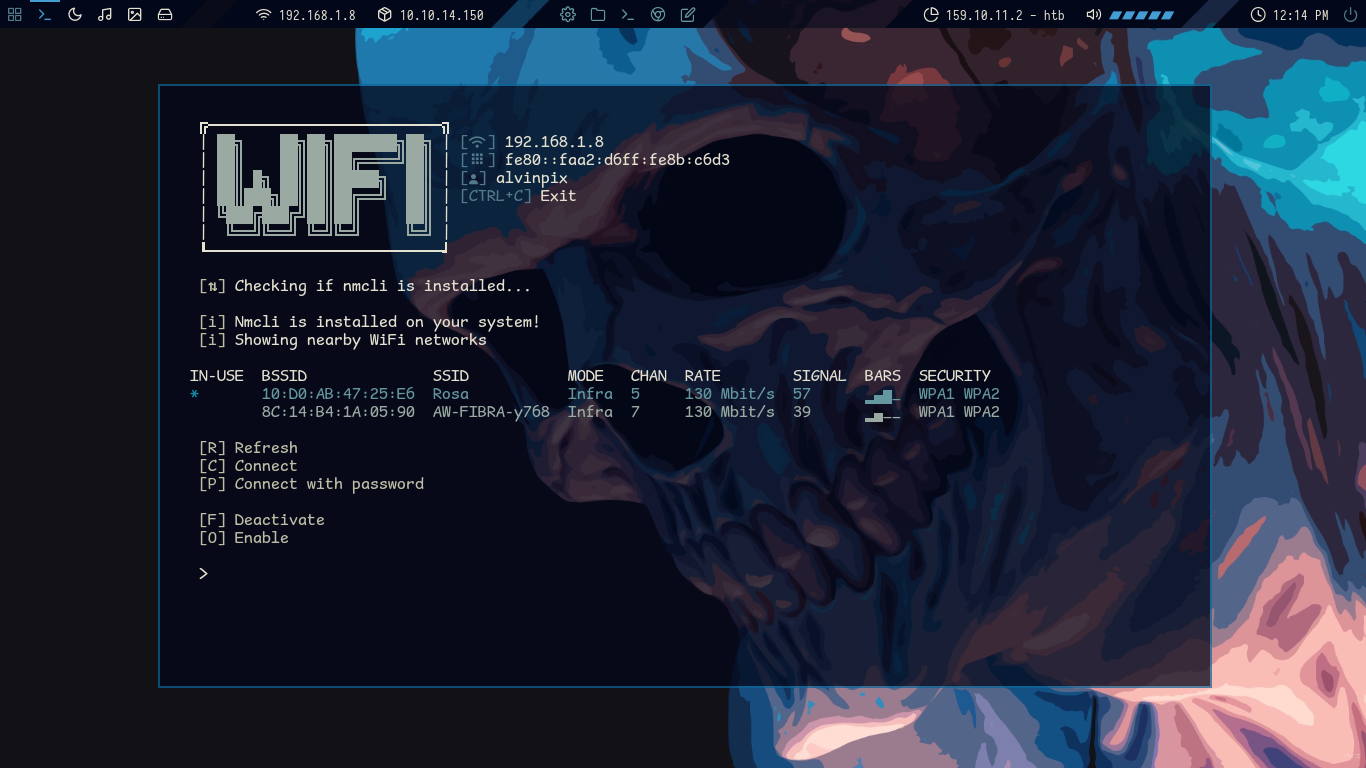 192.168.1.8 10.10.14.150 159.10.11.2 - htb 12:14 PM
WIFI
192.168.1.8
fe80::faa2:d6ff:fe8b:c6d3
alvinpix
[CTRL+C] Exit
[⇅] Checking if nmcli is installed...
[i] Nmcli is installed on your system!
[i] Showing nearby WiFi networks
IN-USE BSSID SSID MODE CHAN RATE SIGNAL BARS SECURITY
* 10:D0:AB:47:25:E6 Rosa Infra 5 130 Mbit/s 57 ▂▄▆_ WPA1 WPA2
8C:14:B4:1A:05:90 AW-FIBRA-y768 Infra 7 130 Mbit/s 39 ▂▄__ WPA1 WPA2
[R] Refresh
[C] Connect
[P] Connect with password
[F] Deactivate
[O] Enable
>